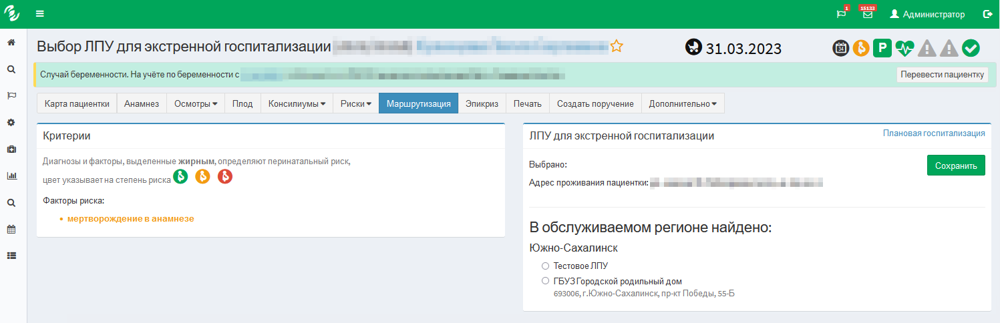 1
15133
Администратор
Выбор ЛПУ для экстренной госпитализации
31.03.2023
34
P
Случай беременности. На учёте по беременности с
Перевести пациентку
Карта пациентки
Анамнез
Осмотры
Плод
Консилиумы
Риски
Маршрутизация
Эпикриз
Печать
Создать поручение
Дополнительно
Критерии
Диагнозы и факторы, выделенные жирным, определяют перинатальный риск,
цвет указывает на степень риска
Факторы риска:
• мертворождение в анамнезе
ЛПУ для экстренной госпитализации
Плановая госпитализация
Выбрано:
Сохранить
Адрес проживания пациентки:
В обслуживаемом регионе найдено:
Южно-Сахалинск
Тестовое ЛПУ
ГБУЗ Городской родильный дом
693006, г.Южно-Сахалинск, пр-кт Победы, 55-Б